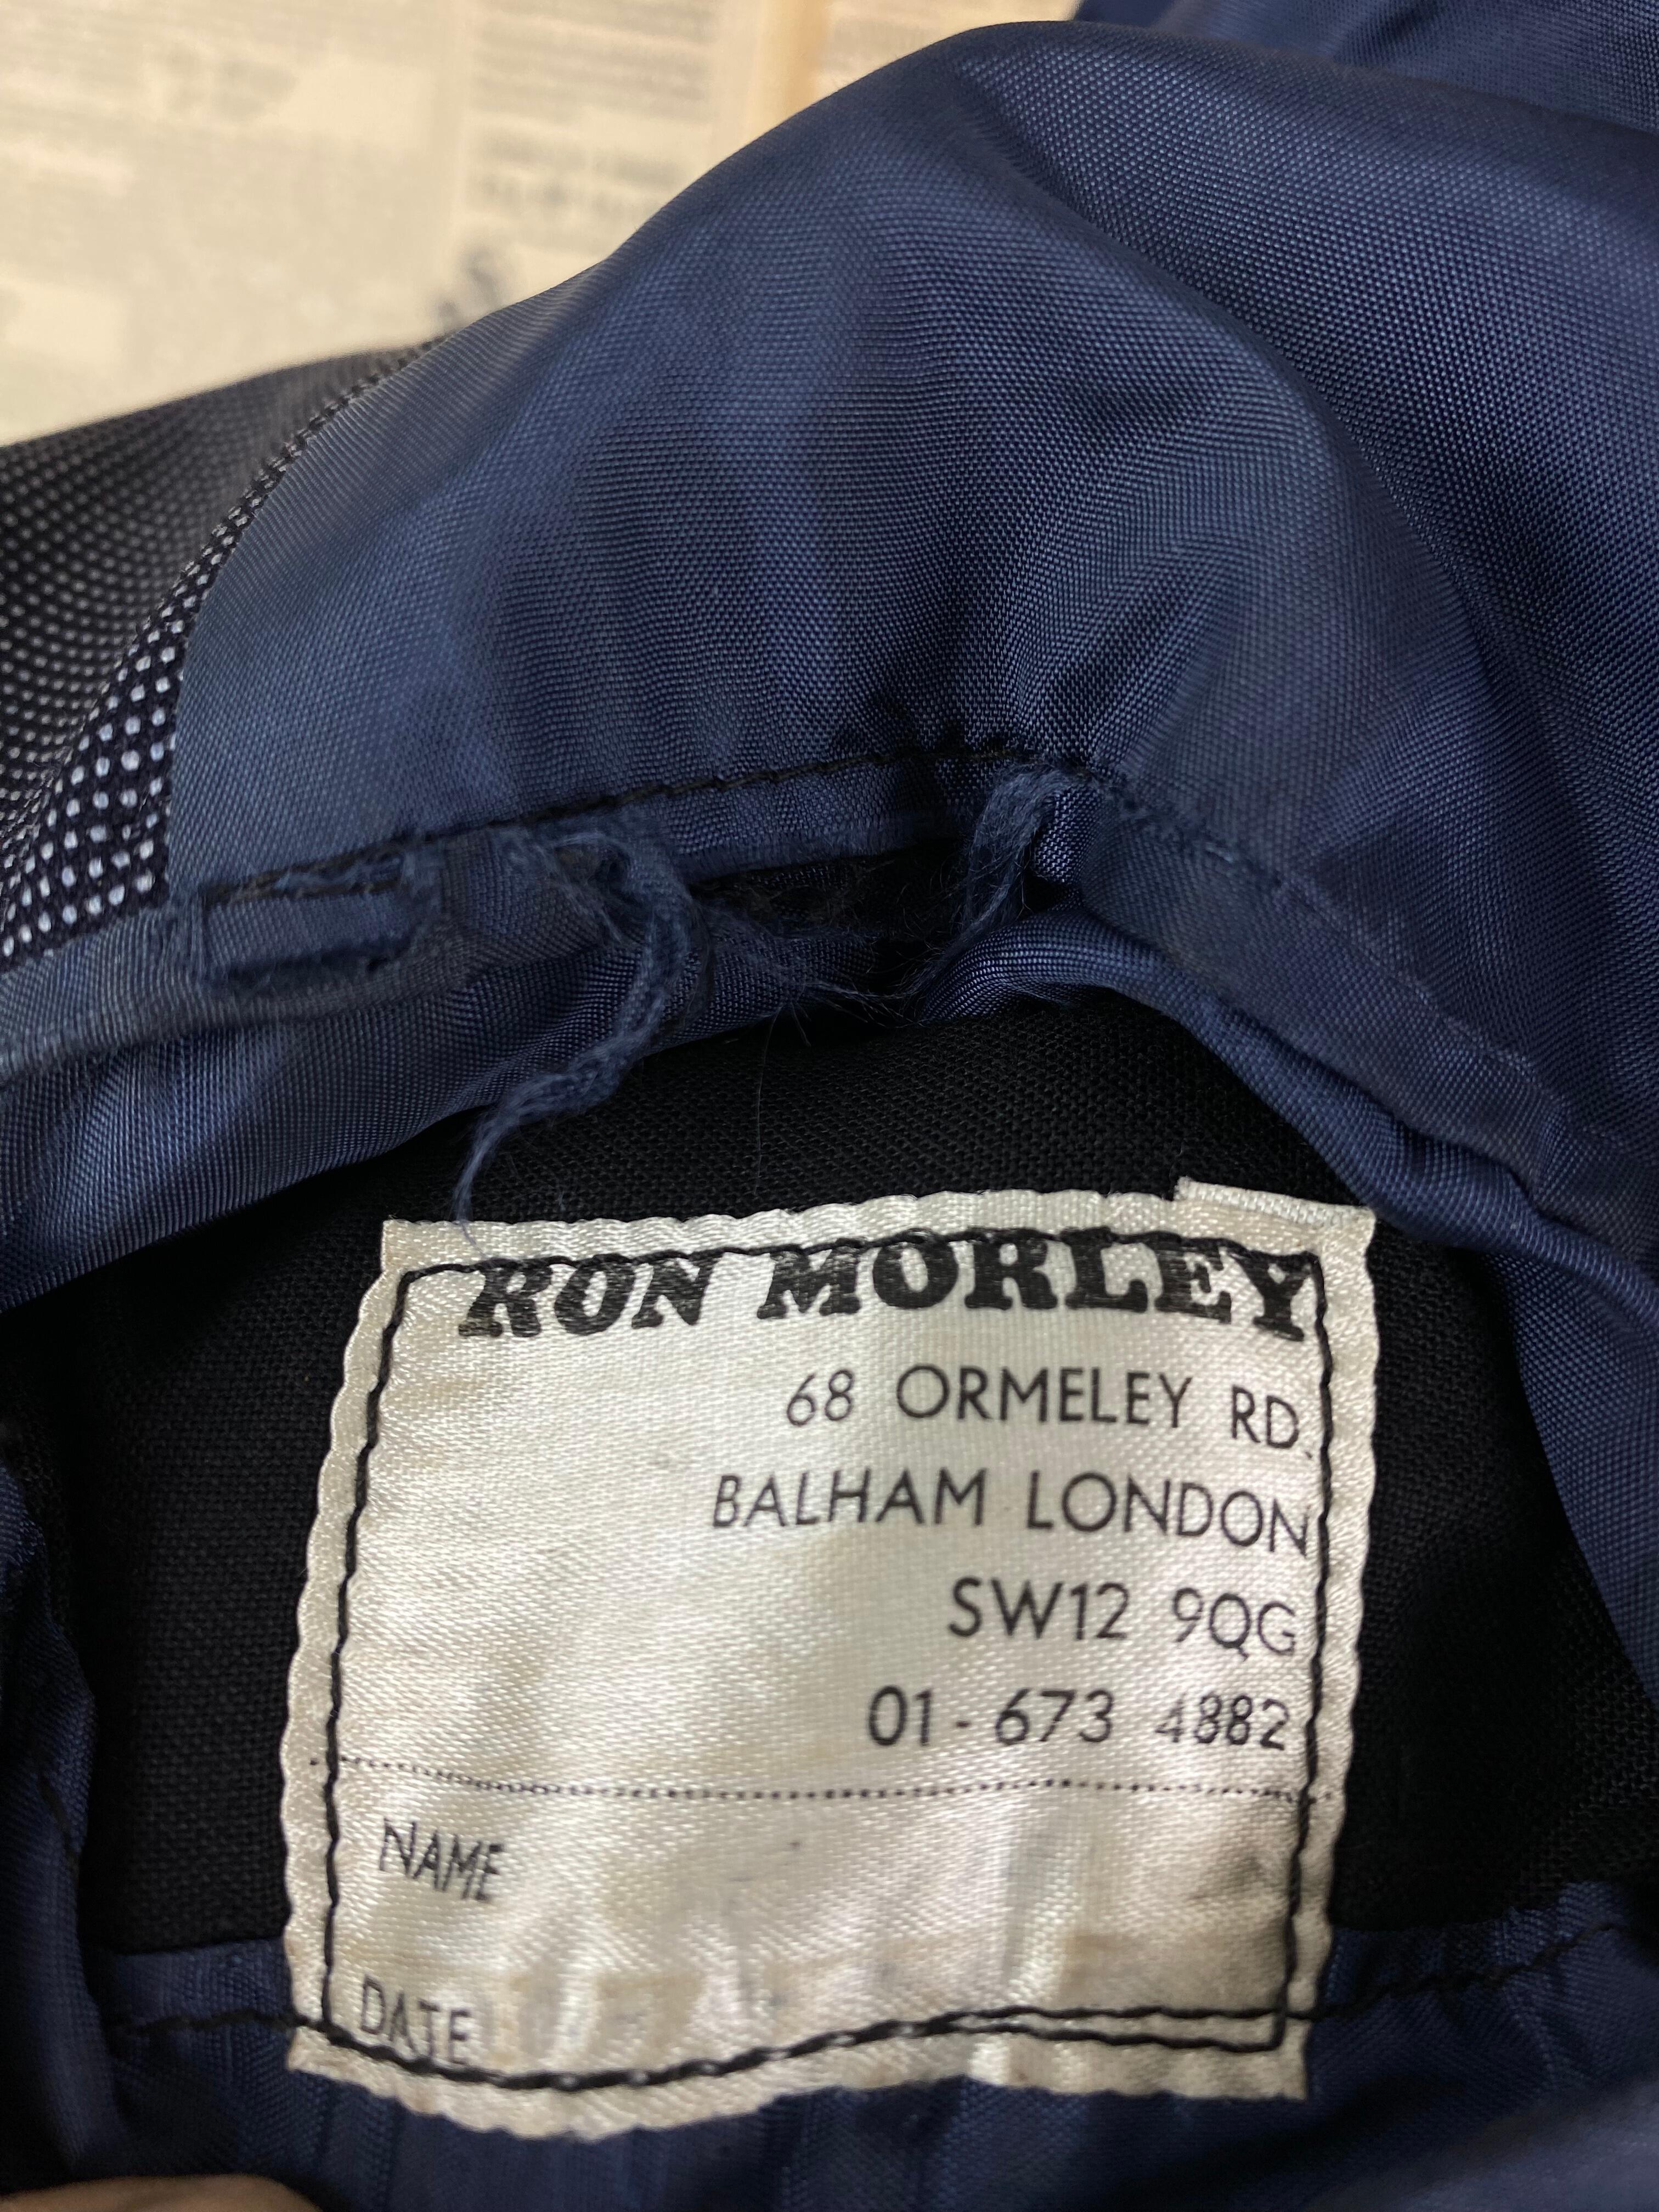 RON MORLEY
68 ORMELEY RD.
BALHAM LONDON
SW12 9QG
01-673 4882
NAME
DATE